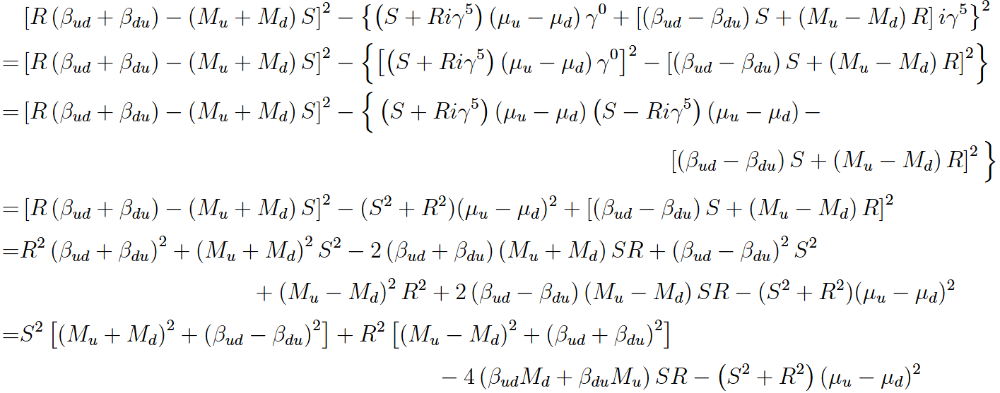 [R (β_{ud} + β_{du}) − (M_u + M_d) S]^2 − {(S + Riγ^5) (μ_u − μ_d) γ^0 + [(β_{ud} − β_{du}) S + (M_u − M_d) R] iγ^5}^2
= [R (β_{ud} + β_{du}) − (M_u + M_d) S]^2 − {[(S + Riγ^5) (μ_u − μ_d) γ^0]^2 − [(β_{ud} − β_{du}) S + (M_u − M_d) R]^2}
= [R (β_{ud} + β_{du}) − (M_u + M_d) S]^2 − { (S + Riγ^5) (μ_u − μ_d) (S − Riγ^5) (μ_u − μ_d) −
[(β_{ud} − β_{du}) S + (M_u − M_d) R]^2 }
= [R (β_{ud} + β_{du}) − (M_u + M_d) S]^2 − (S^2 + R^2)(μ_u − μ_d)^2 + [(β_{ud} − β_{du}) S + (M_u − M_d) R]^2
=R^2 (β_{ud} + β_{du})^2 + (M_u + M_d)^2 S^2 − 2 (β_{ud} + β_{du}) (M_u + M_d) SR + (β_{ud} − β_{du})^2 S^2
+ (M_u − M_d)^2 R^2 + 2 (β_{ud} − β_{du}) (M_u − M_d) SR − (S^2 + R^2)(μ_u − μ_d)^2
=S^2 [(M_u + M_d)^2 + (β_{ud} − β_{du})^2] + R^2 [(M_u − M_d)^2 + (β_{ud} + β_{du})^2]
− 4 (β_{ud}M_d + β_{du}M_u) SR − (S^2 + R^2) (μ_u − μ_d)^2